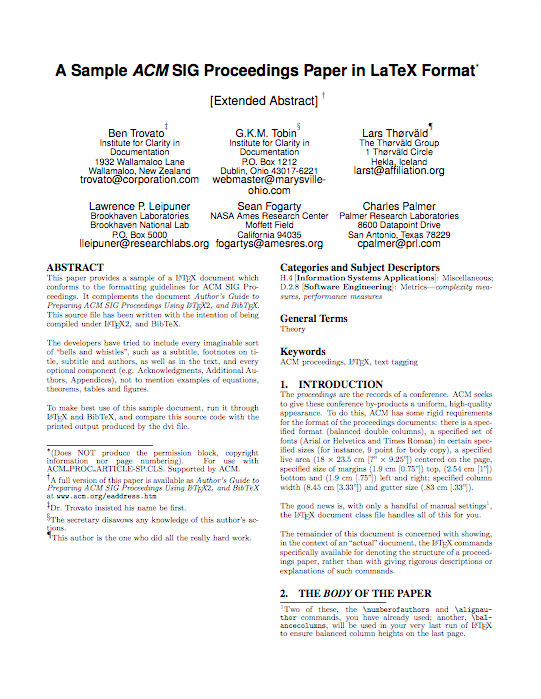 A Sample ACM SIG Proceedings Paper in LaTeX Format*
[Extended Abstract] †
Ben Trovato‡
Institute for Clarity in
Documentation
1932 Wallamaloo Lane
Wallamaloo, New Zealand
trovato@corporation.com
G.K.M. Tobin§
Institute for Clarity in
Documentation
P.O. Box 1212
Dublin, Ohio 43017-6221
webmaster@marysville-
ohio.com
Lars Thørväld¶
The Thørväld Group
1 Thørväld Circle
Hekla, Iceland
larst@affiliation.org
Lawrence P. Leipuner
Brookhaven Laboratories
Brookhaven National Lab
P.O. Box 5000
lleipuner@researchlabs.org
Sean Fogarty
NASA Ames Research Center
Moffett Field
California 94035
fogartys@amesres.org
Charles Palmer
Palmer Research Laboratories
8600 Datapoint Drive
San Antonio, Texas 78229
cpalmer@prl.com
ABSTRACT
This paper provides a sample of a LaTeX document which
conforms to the formatting guidelines for ACM SIG Pro-
ceedings. It complements the document Author's Guide to
Preparing ACM SIG Proceedings Using LaTeX2ε and BibTeX.
This source file has been written with the intention of being
compiled under LaTeX2ε and BibTeX.
The developers have tried to include every imaginable sort
of "bells and whistles", such as a subtitle, footnotes on ti-
tle, subtitle and authors, as well as in the text, and every
optional component (e.g. Acknowledgments, Additional Au-
thors, Appendices), not to mention examples of equations,
theorems, tables and figures.
To make best use of this sample document, run it through
LaTeX and BibTeX, and compare this source code with the
printed output produced by the dvi file.
*(Does NOT produce the permission block, copyright
information nor page numbering). For use with
ACM_PROC_ARTICLE-SP.CLS. Supported by ACM.
†A full version of this paper is available as Author's Guide to
Preparing ACM SIG Proceedings Using LaTeX2ε and BibTeX
at www.acm.org/eaddress.htm
‡Dr. Trovato insisted his name be first.
§The secretary disavows any knowledge of this author's ac-
tions.
¶This author is the one who did all the really hard work.
Categories and Subject Descriptors
H.4 [Information Systems Applications]: Miscellaneous;
D.2.8 [Software Engineering]: Metrics—complexity mea-
sures, performance measures
General Terms
Theory
Keywords
ACM proceedings, LaTeX, text tagging
1. INTRODUCTION
The proceedings are the records of a conference. ACM seeks
to give these conference by-products a uniform, high-quality
appearance. To do this, ACM has some rigid requirements
for the format of the proceedings documents: there is a spec-
ified format (balanced double columns), a specified set of
fonts (Arial or Helvetica and Times Roman) in certain spec-
ified sizes (for instance, 9 point for body copy), a specified
live area (18 × 23.5 cm [7" × 9.25"]) centered on the page,
specified size of margins (1.9 cm [0.75"]) top, (2.54 cm [1"])
bottom and (1.9 cm [.75"]) left and right; specified column
width (8.45 cm [3.33"]) and gutter size (.83 cm [.33"]).
The good news is, with only a handful of manual settings¹,
the LaTeX document class file handles all of this for you.
The remainder of this document is concerned with showing,
in the context of an "actual" document, the LaTeX commands
specifically available for denoting the structure of a proceed-
ings paper, rather than with giving rigorous descriptions or
explanations of such commands.
2. THE BODY OF THE PAPER
¹Two of these, the \numberofauthors and \alignau-
thor commands, you have already used; another, \bal-
ancecolumns, will be used in your very last run of LaTeX
to ensure balanced column heights on the last page.